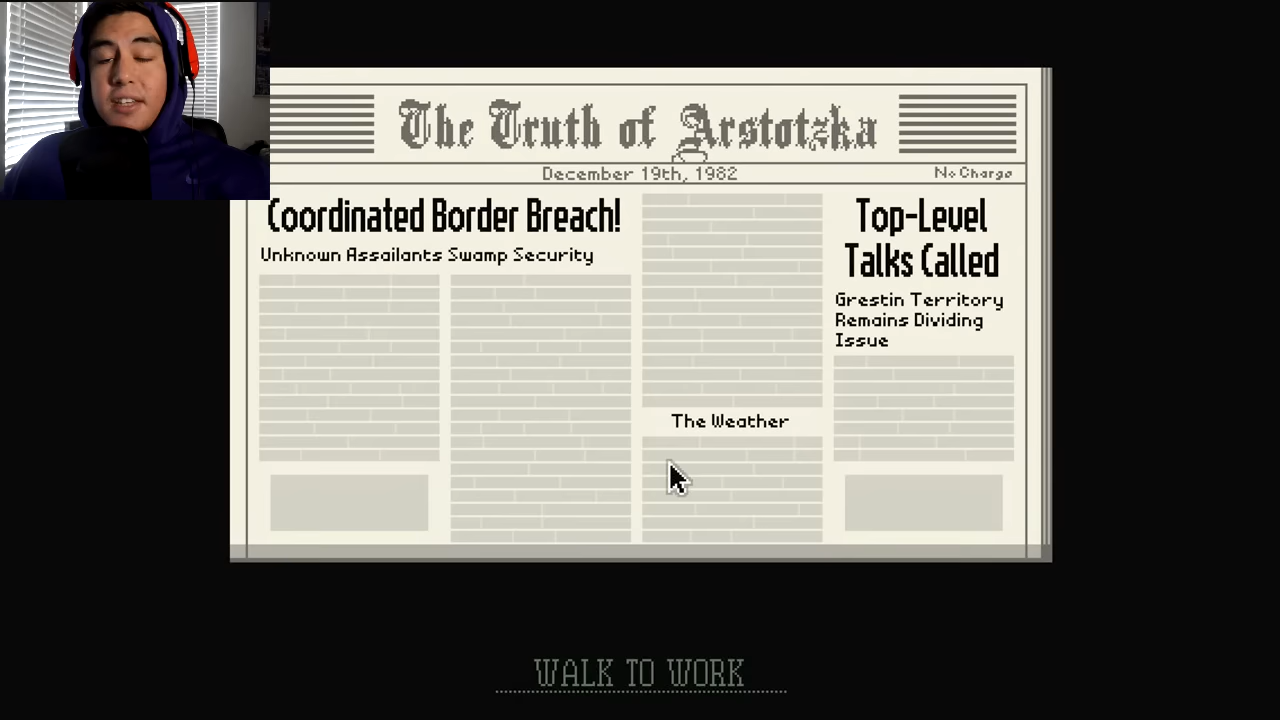 The Truth of Arstotzka
December 19th, 1982
No Charge
Coordinated Border Breach!
Unknown Assailants Swamp Security
The Weather
Top-Level
Talks Called
Grestin Territory
Remains Dividing
Issue
WALK TO WORK